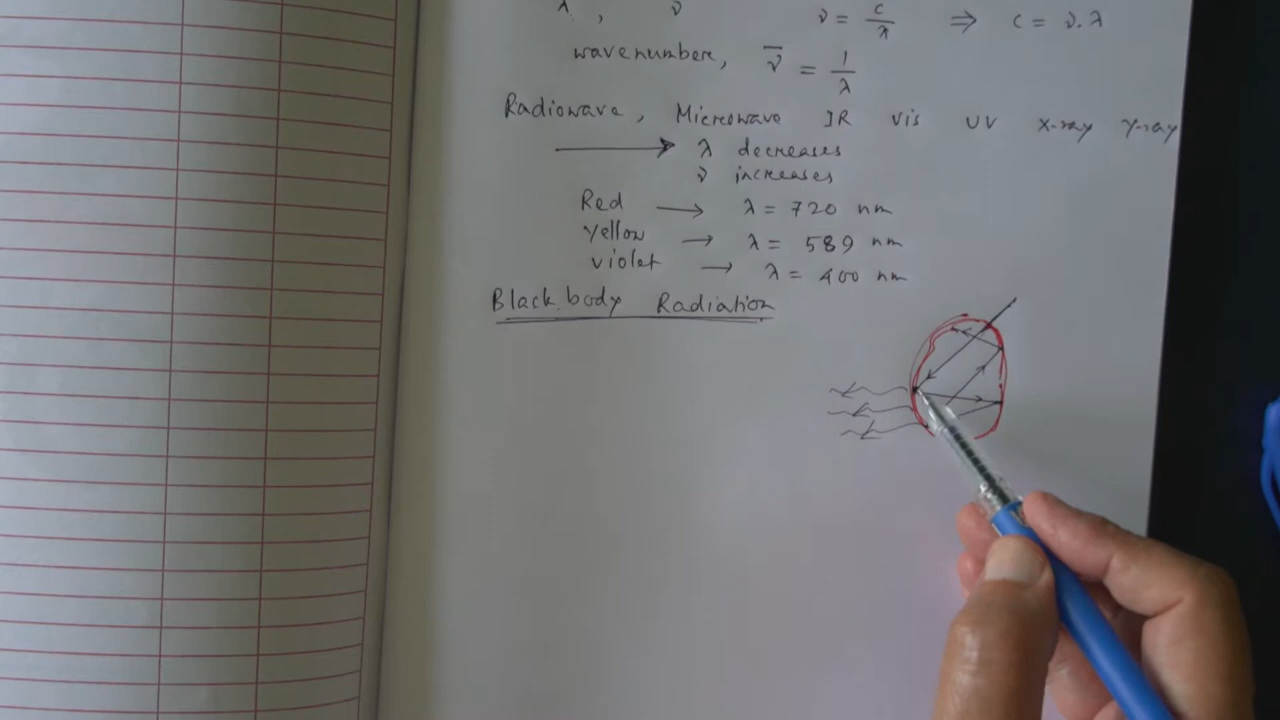 λ , ν ν = c/λ ⇒ c = ν.λ
wavenumbere, ν̅ = 1/λ
Radiowave, Microwave IR vis UV X-ray γ-ray
⟶ λ decreases
ν increases
Red ⟶ λ = 720 nm
Yellow → λ = 589 nm
violet → λ = 400 nm
Black body Radiation